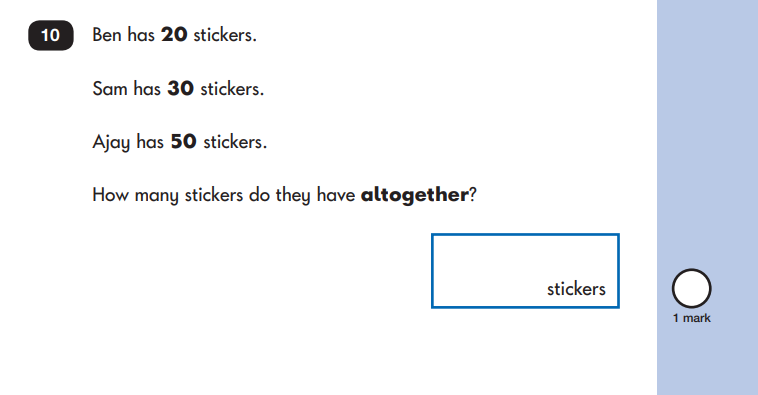 10 Ben has 20 stickers.
Sam has 30 stickers.
Ajay has 50 stickers.
How many stickers do they have altogether?
stickers
1 mark